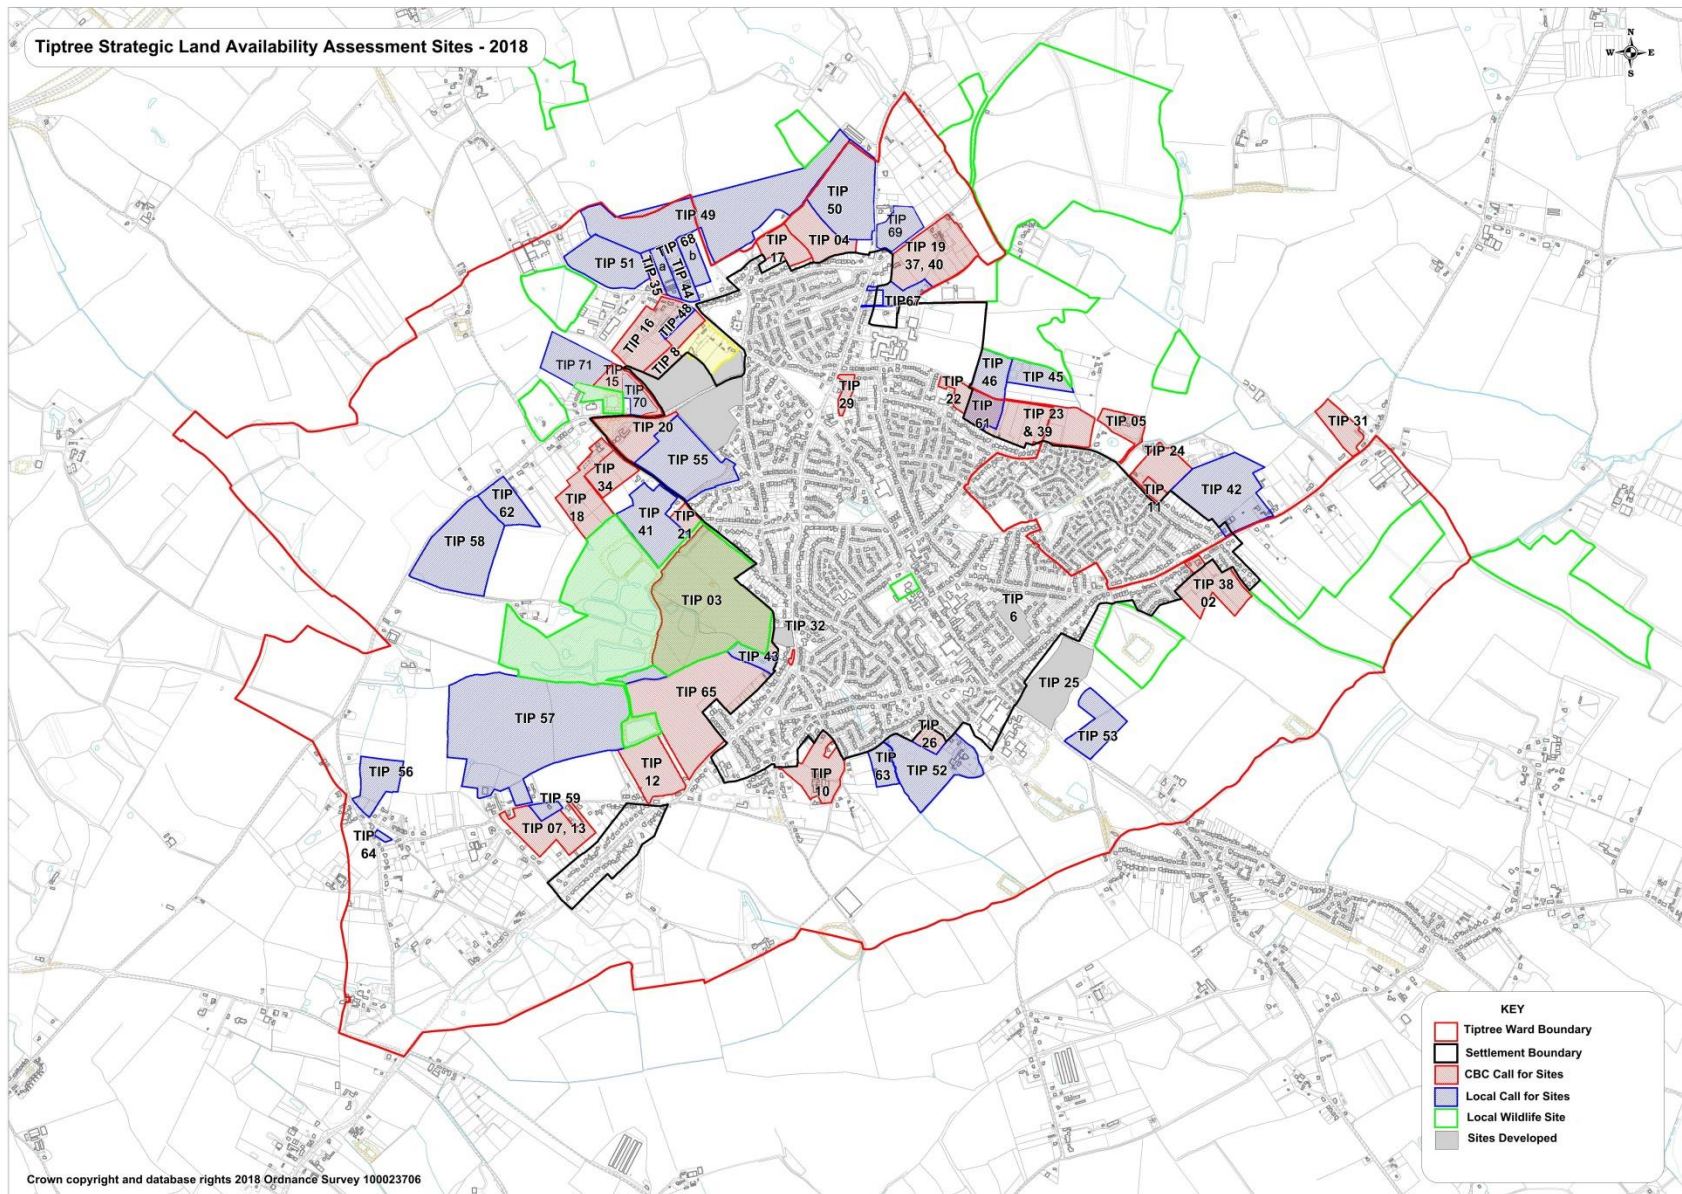 Tiptree Strategic Land Availability Assessment Sites - 2018
N
W E
S
TIP
50
TIP 49
TIP
69
TIP
17
TIP 04
TIP 19
37, 40
TIP 51
TIP 68
a
b
TIP 35
TIP 44
TIP67
TIP 48
TIP 16
TIP 8
TIP 71
TIP
15
TIP
70
TIP
46
TIP 45
TIP
29
TIP
22
TIP
61
TIP 23
& 39
TIP 05
TIP 31
TIP 20
TIP 55
TIP
34
TIP 24
TIP
11
TIP 42
TIP
62
TIP
18
TIP
41
TIP
21
TIP 58
TIP 03
TIP 38
02
TIP
6
TIP 32
TIP 43
TIP 65
TIP 25
TIP 57
TIP 53
TIP
26
TIP
63
TIP 52
TIP
12
TIP
10
TIP 56
TIP 59
TIP 07, 13
TIP
64
KEY
Tiptree Ward Boundary
Settlement Boundary
CBC Call for Sites
Local Call for Sites
Local Wildlife Site
Sites Developed
Crown copyright and database rights 2018 Ordnance Survey 100023706